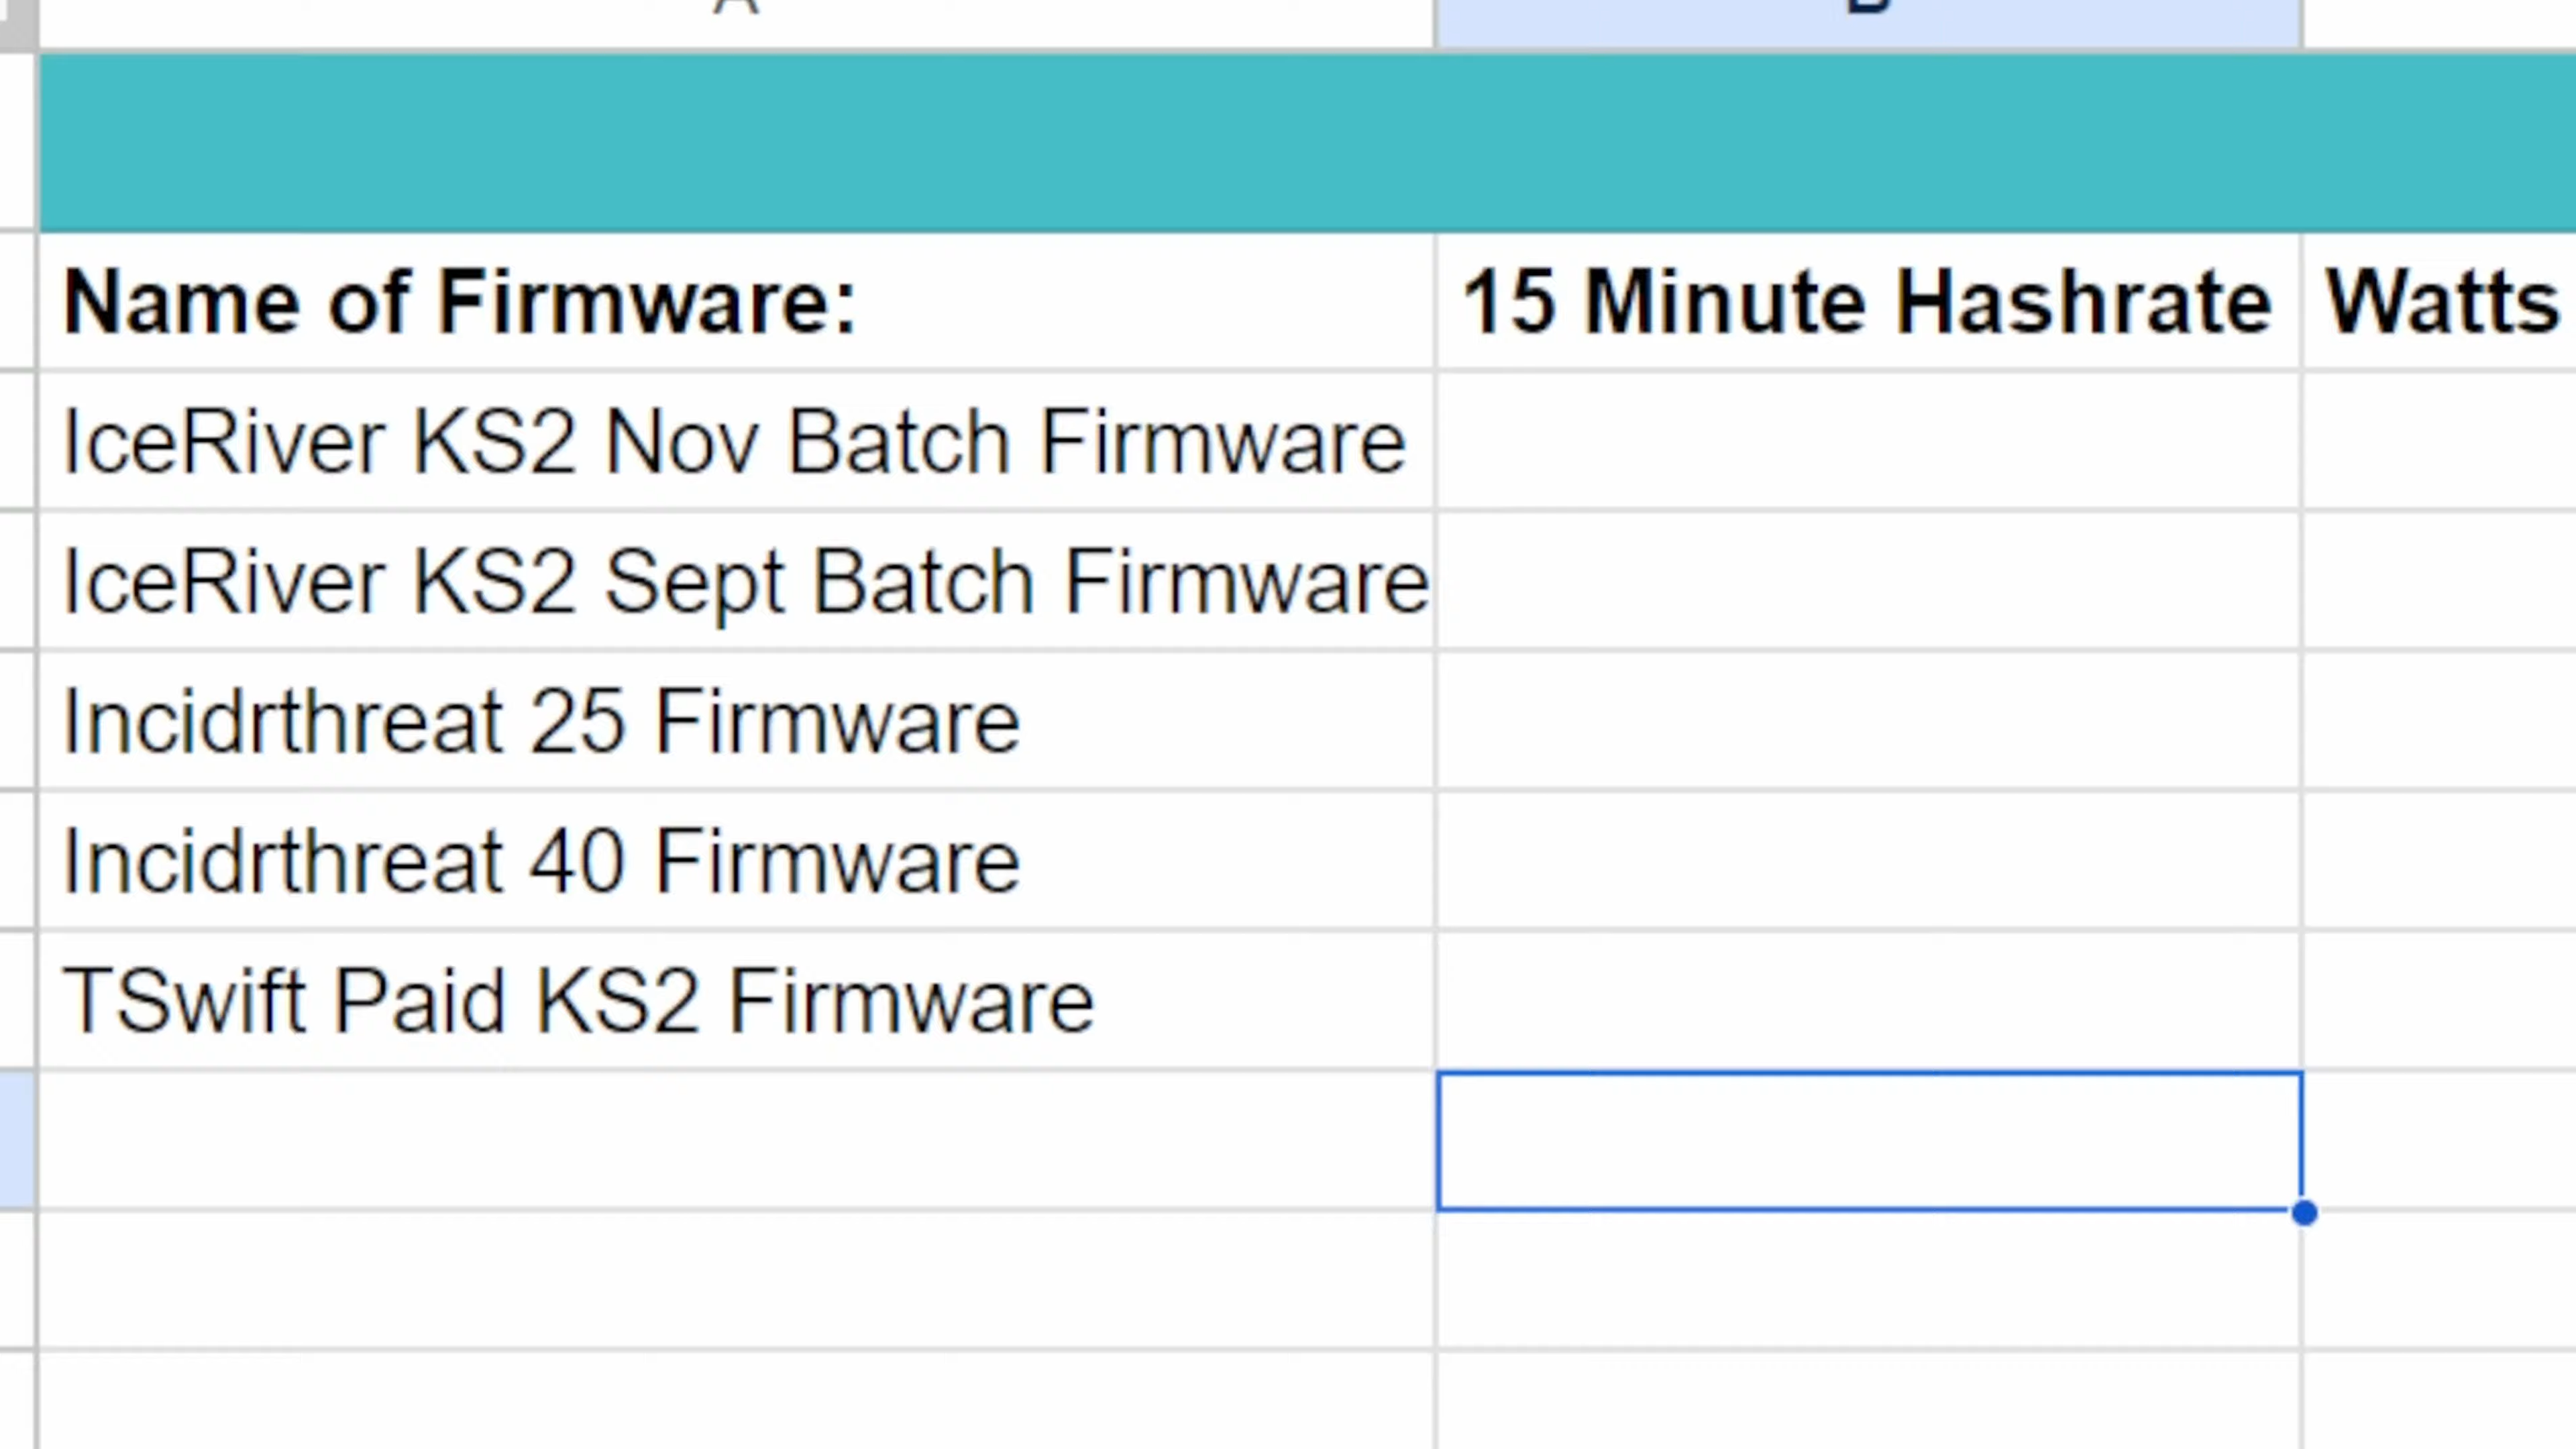 A B
Name of Firmware: 15 Minute Hashrate Watts
IceRiver KS2 Nov Batch Firmware
IceRiver KS2 Sept Batch Firmware
Incidrthreat 25 Firmware
Incidrthreat 40 Firmware
TSwift Paid KS2 Firmware